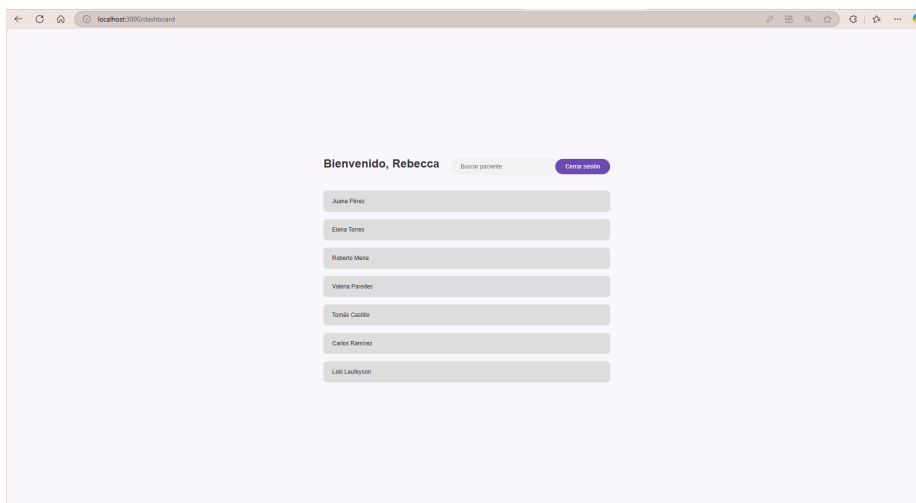 localhost:3000/dashboard
Bienvenido, Rebecca
Buscar paciente
Cerrar sesión
Juana Pérez
Elena Torres
Roberto Mena
Valeria Paredes
Tomás Castillo
Carlos Ramírez
Loki Laufeyson